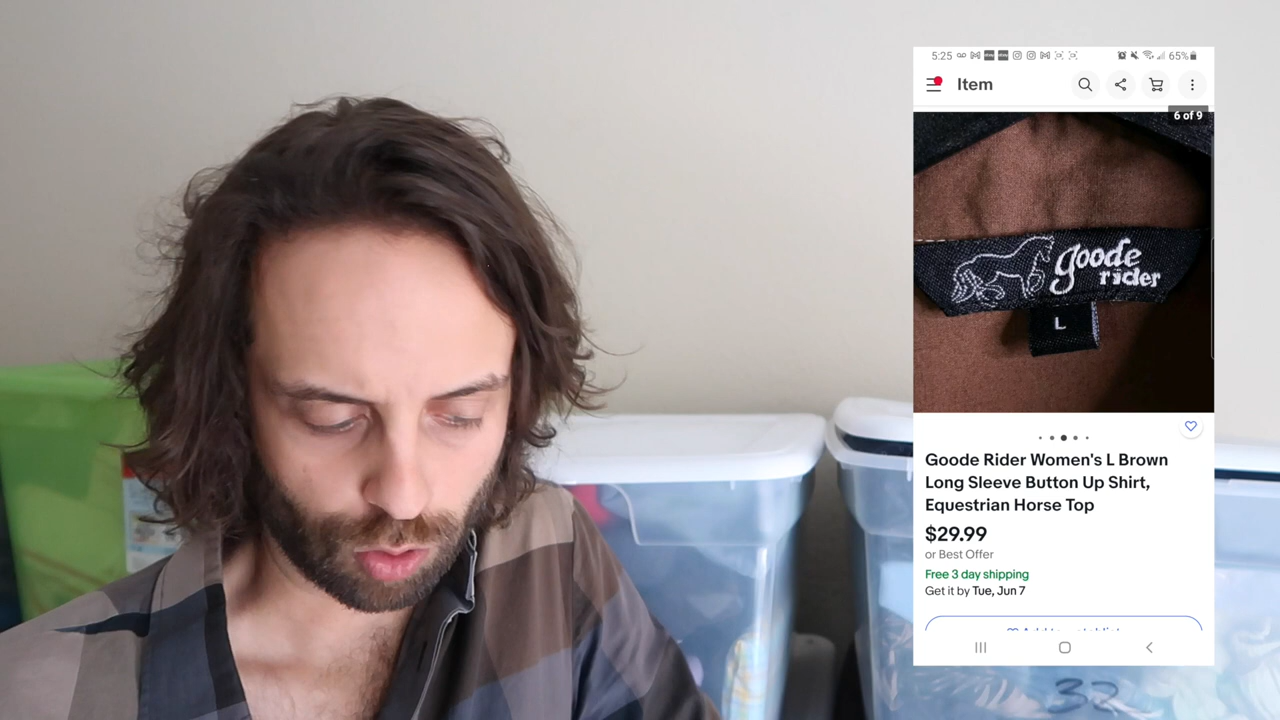 5:25
65%
Item
6 of 9
goode
rider
L
Goode Rider Women's L Brown
Long Sleeve Button Up Shirt,
Equestrian Horse Top
$29.99
or Best Offer
Free 3 day shipping
Get it by Tue, Jun 7
32